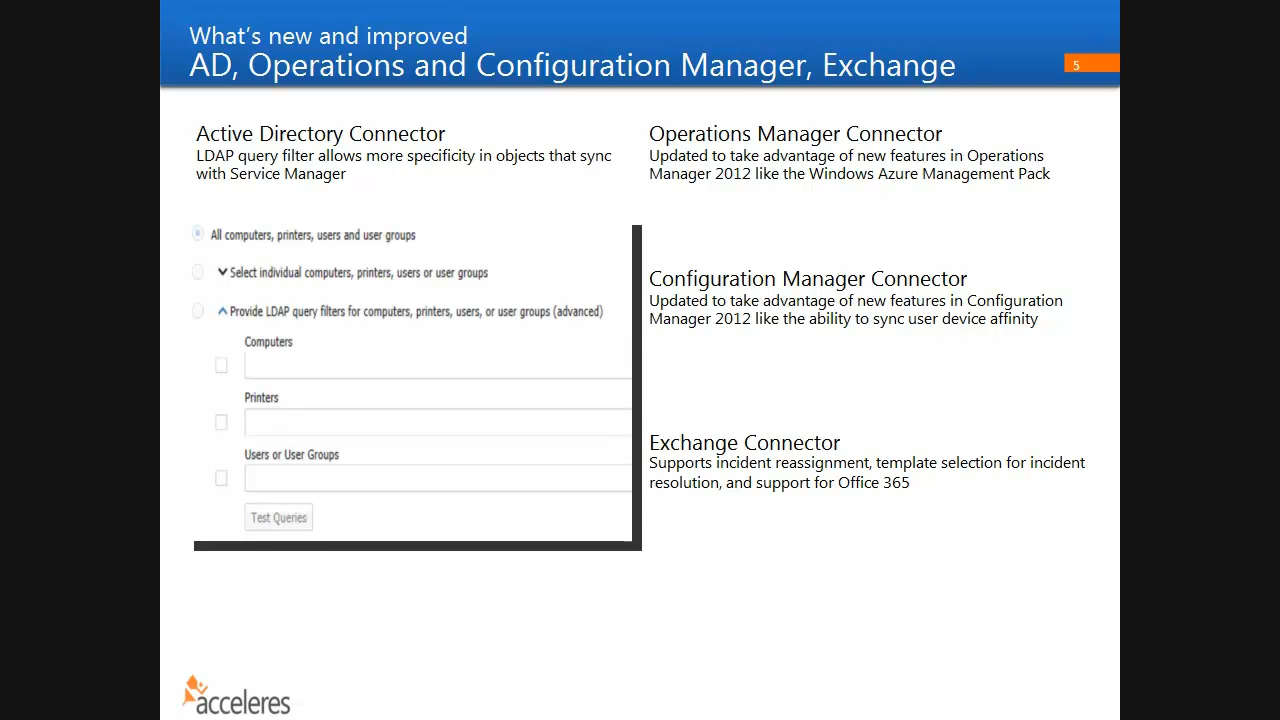 What's new and improved
AD, Operations and Configuration Manager, Exchange
5
Active Directory Connector
LDAP query filter allows more specificity in objects that sync
with Service Manager
All computers, printers, users and user groups
Select individual computers, printers, users or user groups
Provide LDAP query filters for computers, printers, users, or user groups (advanced)
Computers
Printers
Users or User Groups
Test Queries
Operations Manager Connector
Updated to take advantage of new features in Operations
Manager 2012 like the Windows Azure Management Pack
Configuration Manager Connector
Updated to take advantage of new features in Configuration
Manager 2012 like the ability to sync user device affinity
Exchange Connector
Supports incident reassignment, template selection for incident
resolution, and support for Office 365
acceleres